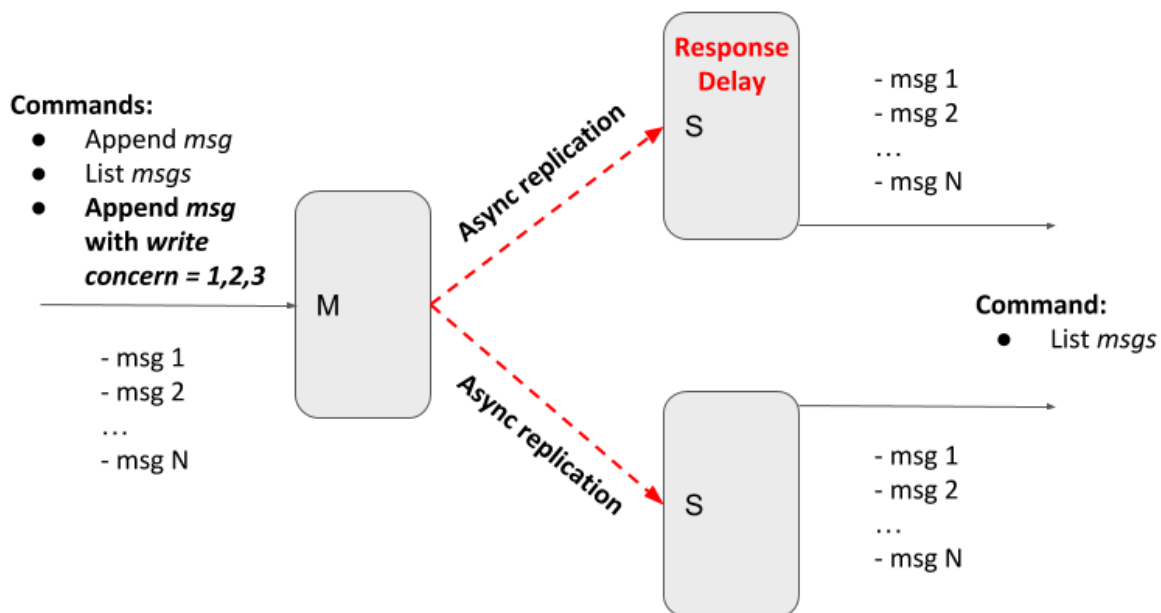 Commands:
● Append msg
● List msgs
● Append msg
with write
concern = 1,2,3
- msg 1
- msg 2
...
- msg N
M
Async replication
Async replication
Response
Delay
S
- msg 1
- msg 2
...
- msg N
Command:
● List msgs
S
- msg 1
- msg 2
...
- msg N